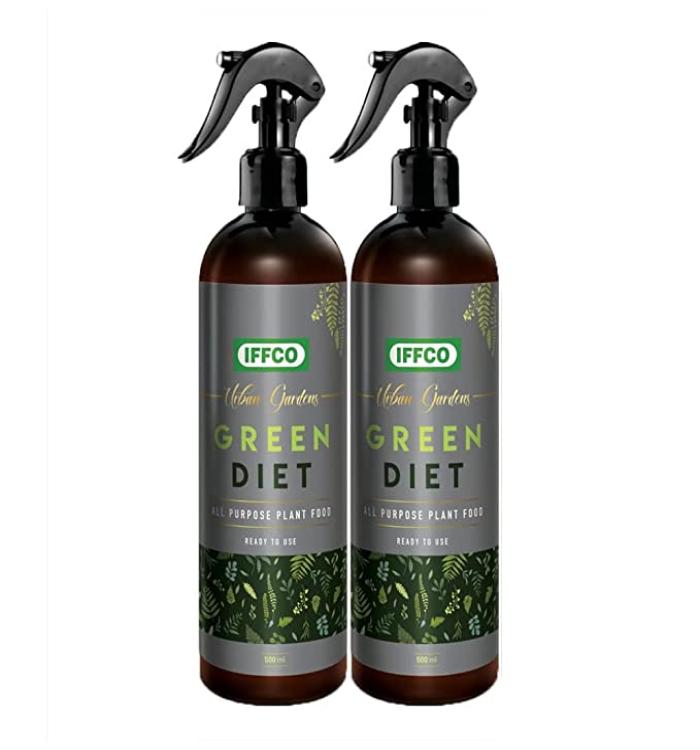 IFFCO
Urban Gardens
GREEN
DIET
ALL PURPOSE PLANT FOOD
READY TO USE
500 ml
IFFCO
Urban Gardens
GREEN
DIET
ALL PURPOSE PLANT FOOD
READY TO USE
500 ml